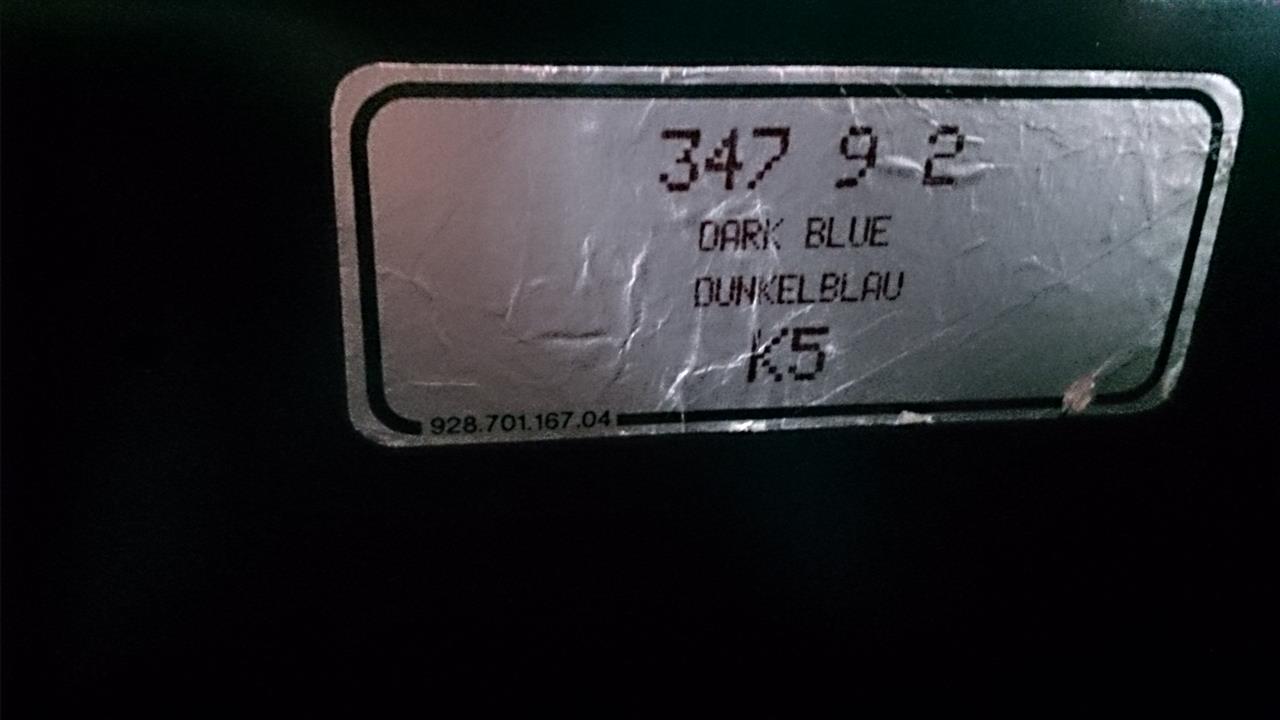 347 9 2
DARK BLUE
DUNKELBLAU
K5
928.701.167.04